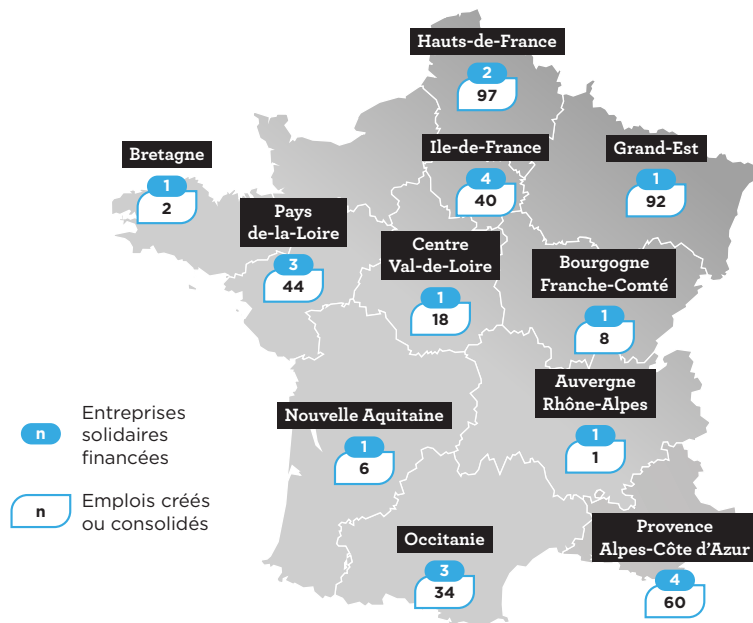 Hauts-de-France
2
97
Bretagne
1
2
Ile-de-France
4
40
Grand-Est
1
92
Pays
de-la-Loire
3
44
Centre
Val-de-Loire
1
18
Bourgogne
Franche-Comté
1
8
Auvergne
Rhône-Alpes
1
1
Nouvelle Aquitaine
1
6
Occitanie
3
34
Provence
Alpes-Côte d'Azur
4
60
n
Entreprises
solidaires
financées
n
Emplois créés
ou consolidés